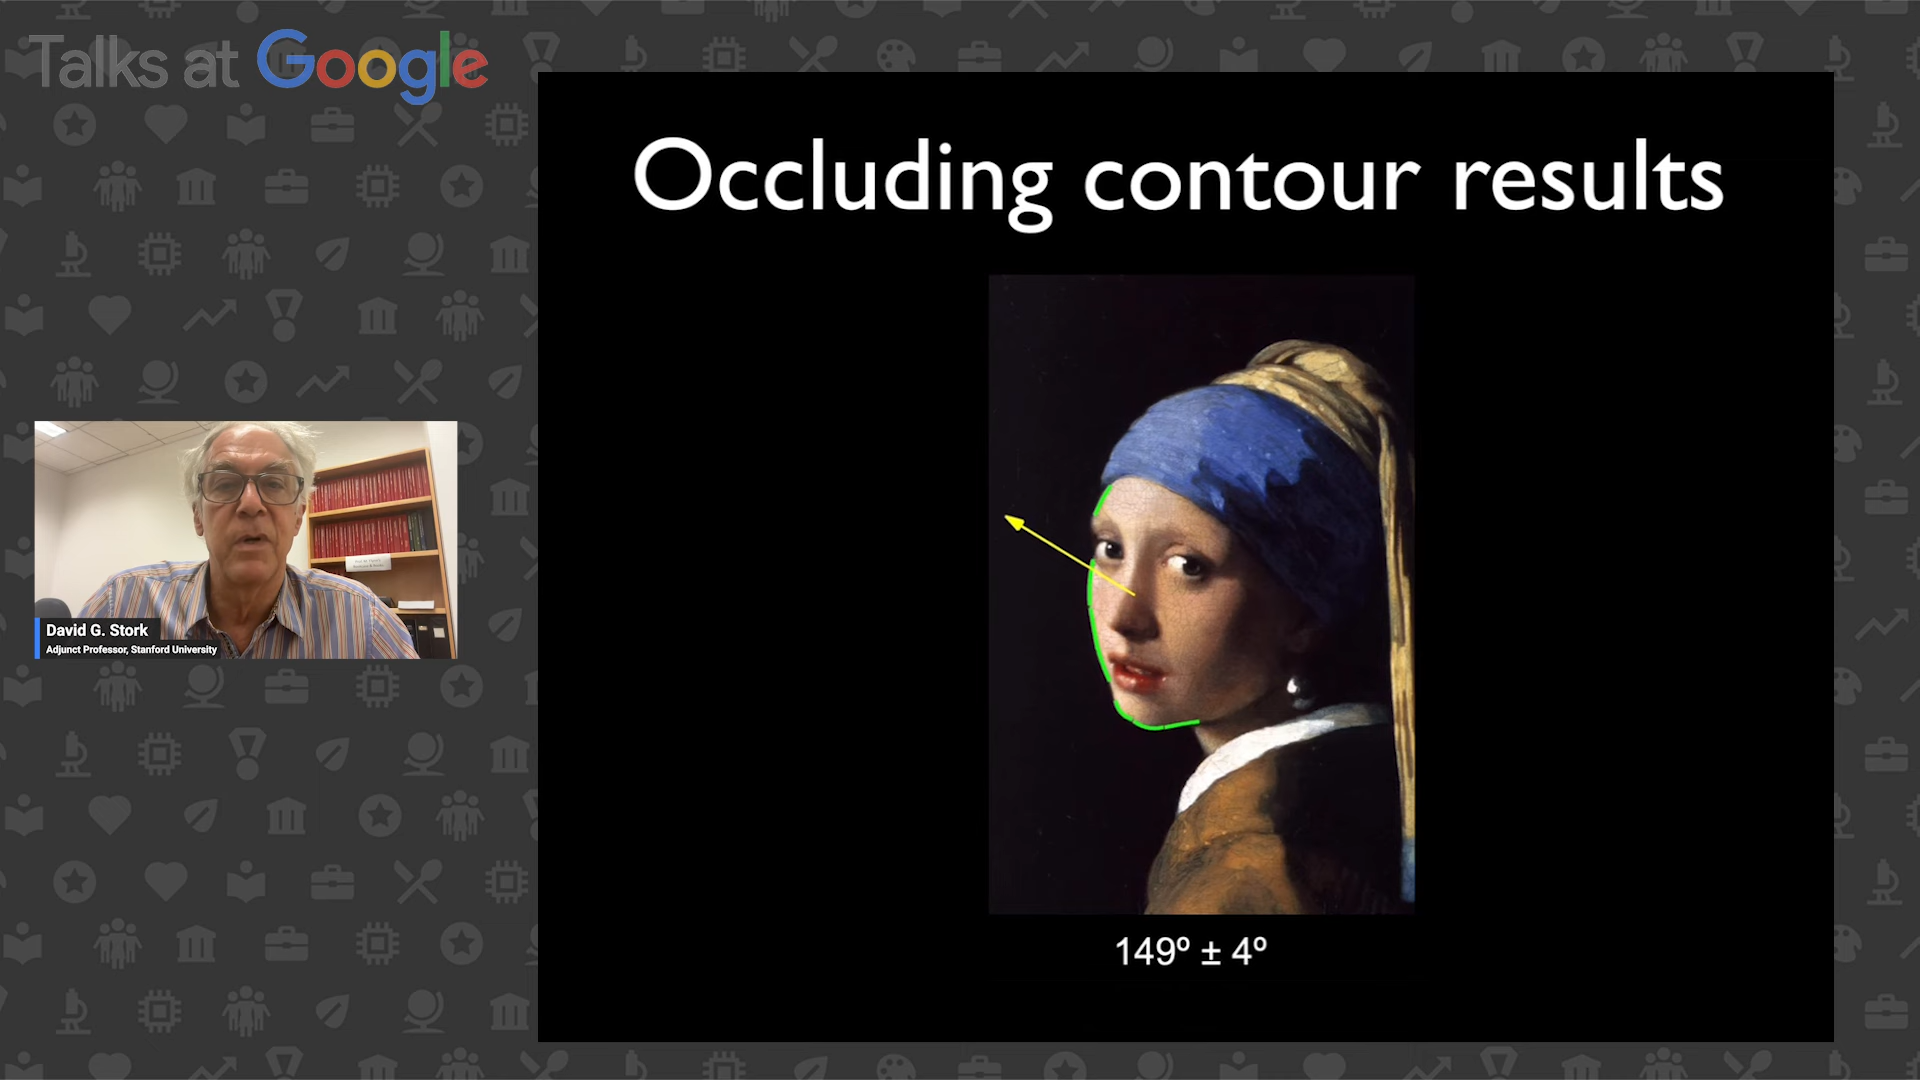 Talks at Google
Occluding contour results
David G. Stork
Adjunct Professor, Stanford University
149º ± 4º